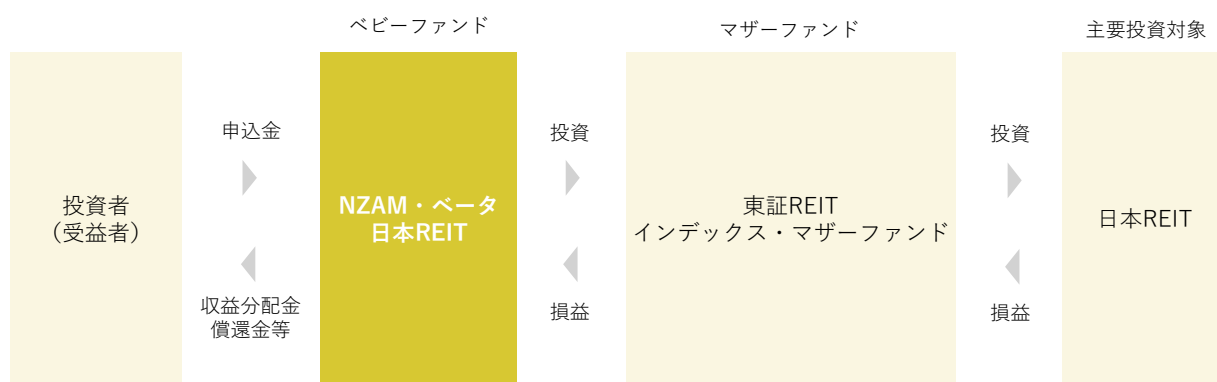 ベビーファンド
マザーファンド
主要投資対象
投資者
（受益者）
申込金
収益分配金
償還金等
NZAM・ベータ
日本REIT
投資
損益
東証REIT
インデックス・マザーファンド
投資
損益
日本REIT